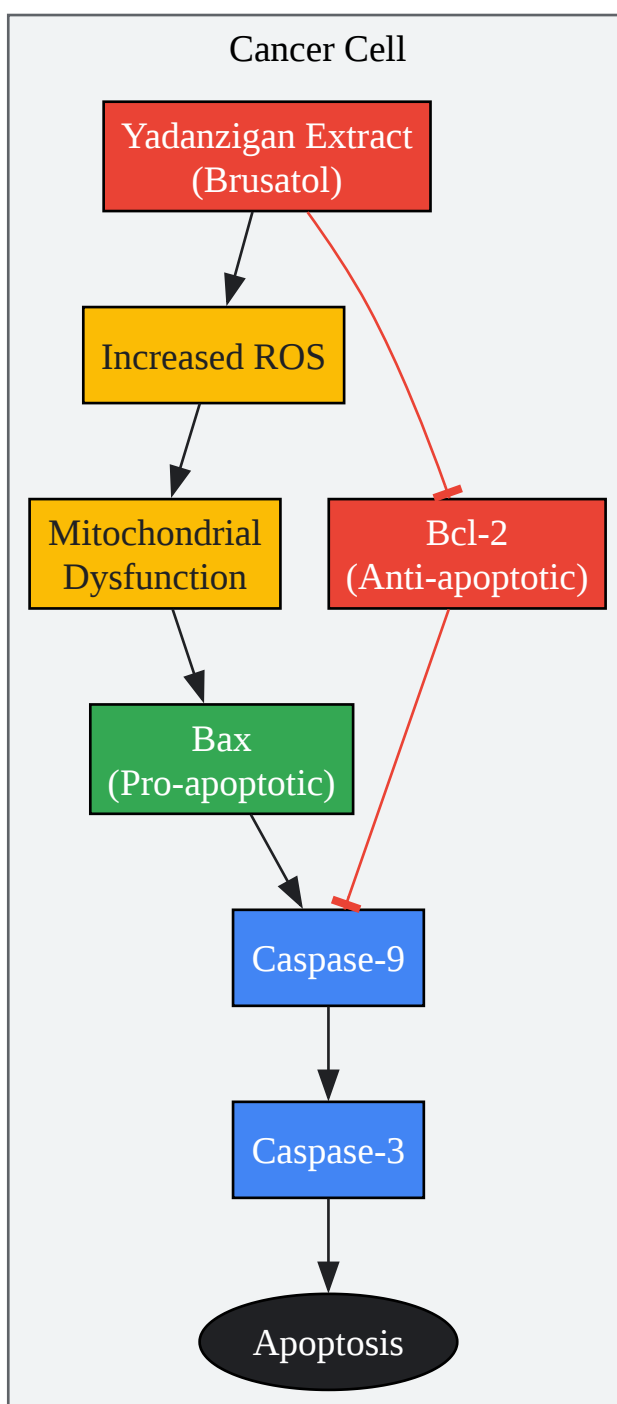 Cancer Cell
Yadanzigan Extract
(Brusatol)
Increased ROS
Mitochondrial
Dysfunction
Bcl-2
(Anti-apoptotic)
Bax
(Pro-apoptotic)
Caspase-9
Caspase-3
Apoptosis